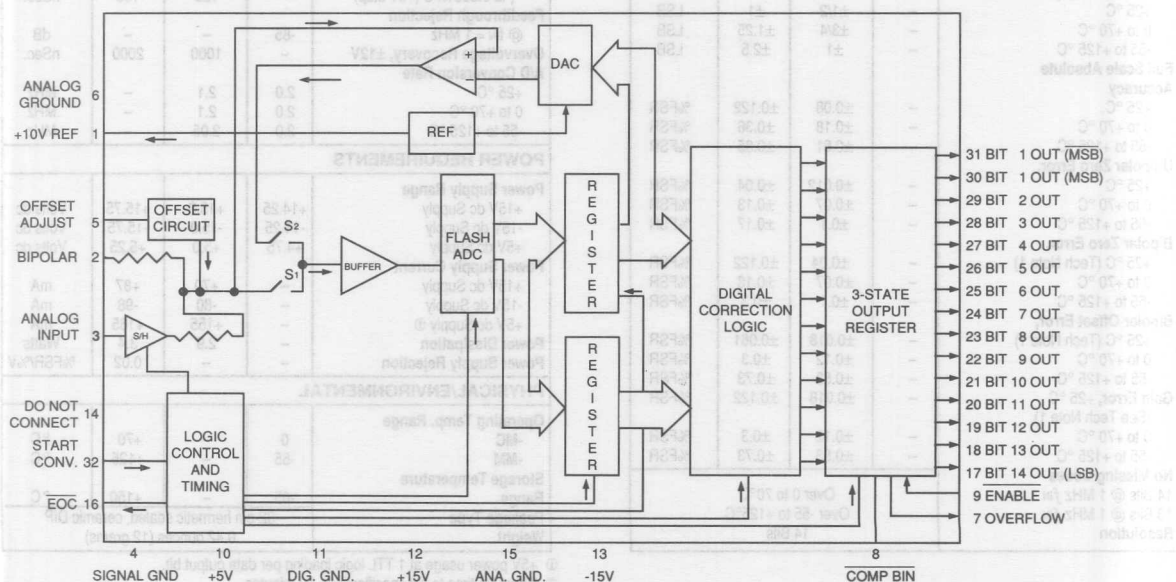 ANALOG
GROUND 6
+10V REF 1
OFFSET
ADJUST 5
BIPOLAR 2
ANALOG
INPUT 3
DO NOT
CONNECT 14
START
CONV. 32
EOC 16
OFFSET
CIRCUIT
S/H
S2
S1
BUFFER
LOGIC
CONTROL
AND
TIMING
DAC
REF
FLASH
ADC
REGISTER
REGISTER
DIGITAL
CORRECTION
LOGIC
3-STATE
OUTPUT
REGISTER
31 BIT 1 OUT (MSB)
30 BIT 1 OUT (MSB)
29 BIT 2 OUT
28 BIT 3 OUT
27 BIT 4 OUT
26 BIT 5 OUT
25 BIT 6 OUT
24 BIT 7 OUT
23 BIT 8 OUT
22 BIT 9 OUT
21 BIT 10 OUT
20 BIT 11 OUT
19 BIT 12 OUT
18 BIT 13 OUT
17 BIT 14 OUT (LSB)
9 ENABLE
7 OVERFLOW
4 10 11 12 15 13 8
SIGNAL GND +5V DIG. GND. +15V ANA. GND. -15V COMP BIN